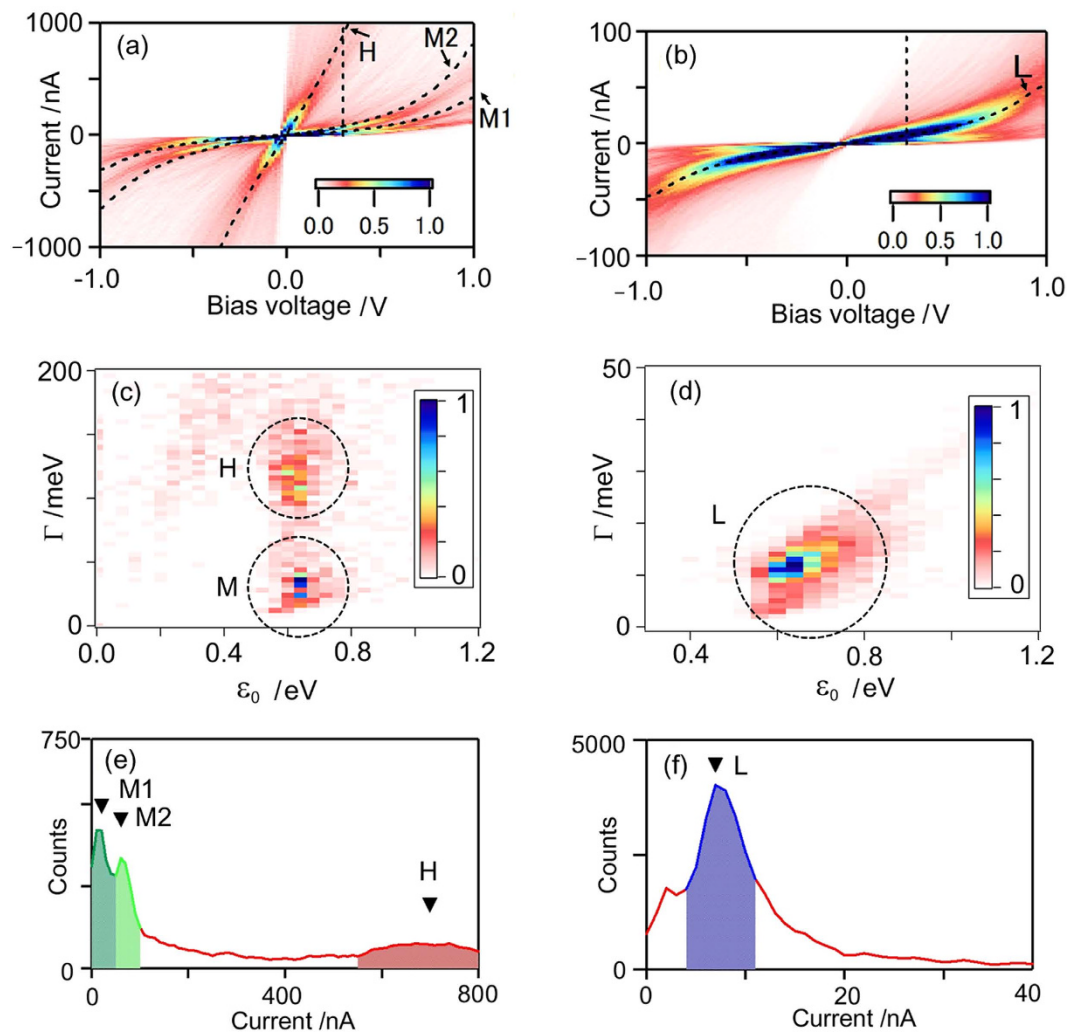 (a)
1000
H
M2
M1
Current /nA
0
0.0 0.5 1.0
−1000
-1.0 0.0 1.0
Bias voltage /V
(b)
100
L
Current /nA
0
0.0 0.5 1.0
−100
−1.0 0.0 1.0
Bias voltage /V
(c)
200
1
H
Γ /meV
M
0
0
0.0 0.4 0.8 1.2
ε0 /eV
(d)
50
1
L
Γ /meV
0
0
0.4 0.8 1.2
ε0 /eV
(e)
750
M1
M2
H
Counts
0
0 400 800
Current /nA
(f)
5000
L
Counts
0
0 20 40
Current /nA